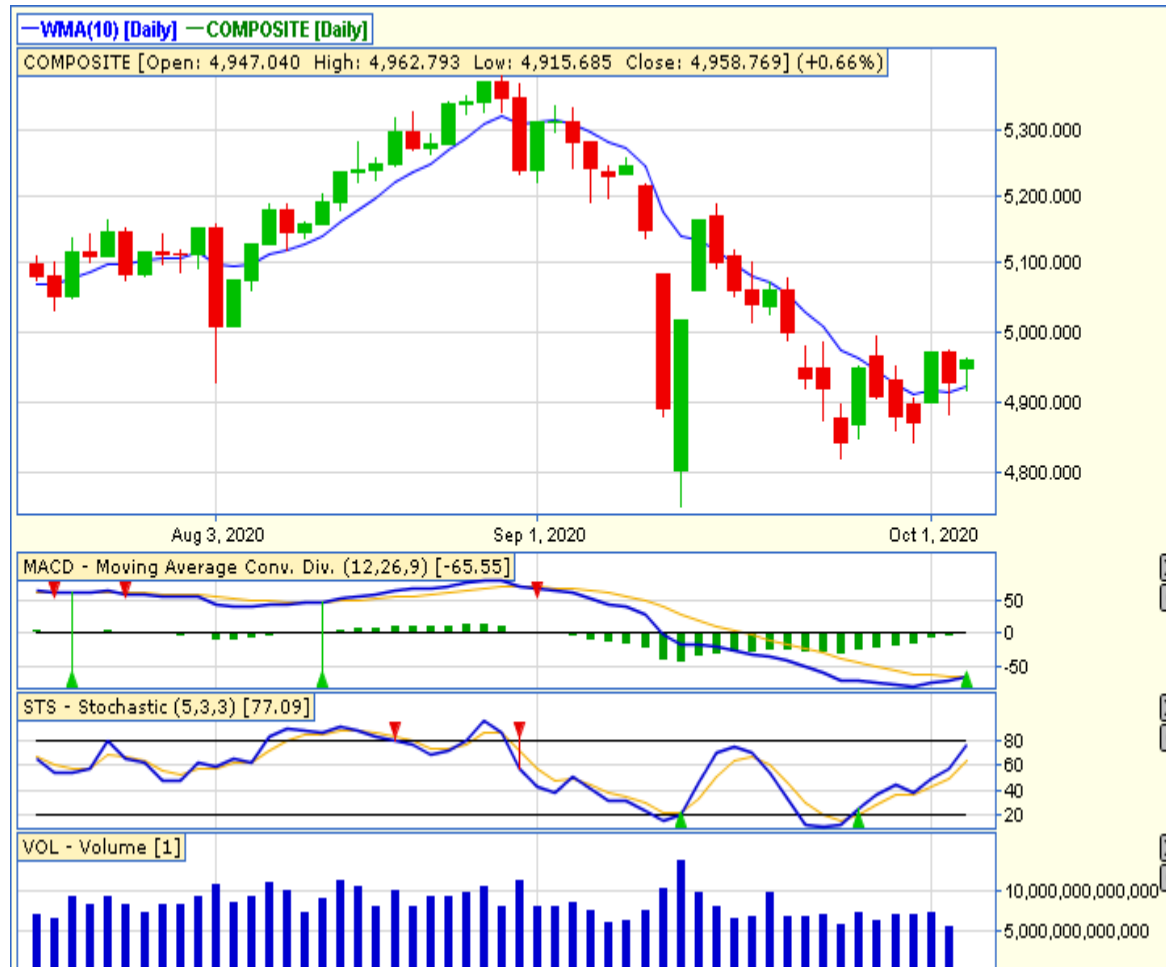 WMA(10) [Daily] COMPOSITE [Daily]
COMPOSITE [Open: 4,947.040 High: 4,962.793 Low: 4,915.685 Close: 4,958.769] (+0.66%)
5,300.000
5,200.000
5,100.000
5,000.000
4,900.000
4,800.000
Aug 3, 2020 Sep 1, 2020 Oct 1, 2020
MACD - Moving Average Conv. Div. (12,26,9) [-65.55]
50
0
-50
STS - Stochastic (5,3,3) [77.09]
80
60
40
20
VOL - Volume [1]
10,000,000,000,000
5,000,000,000,000